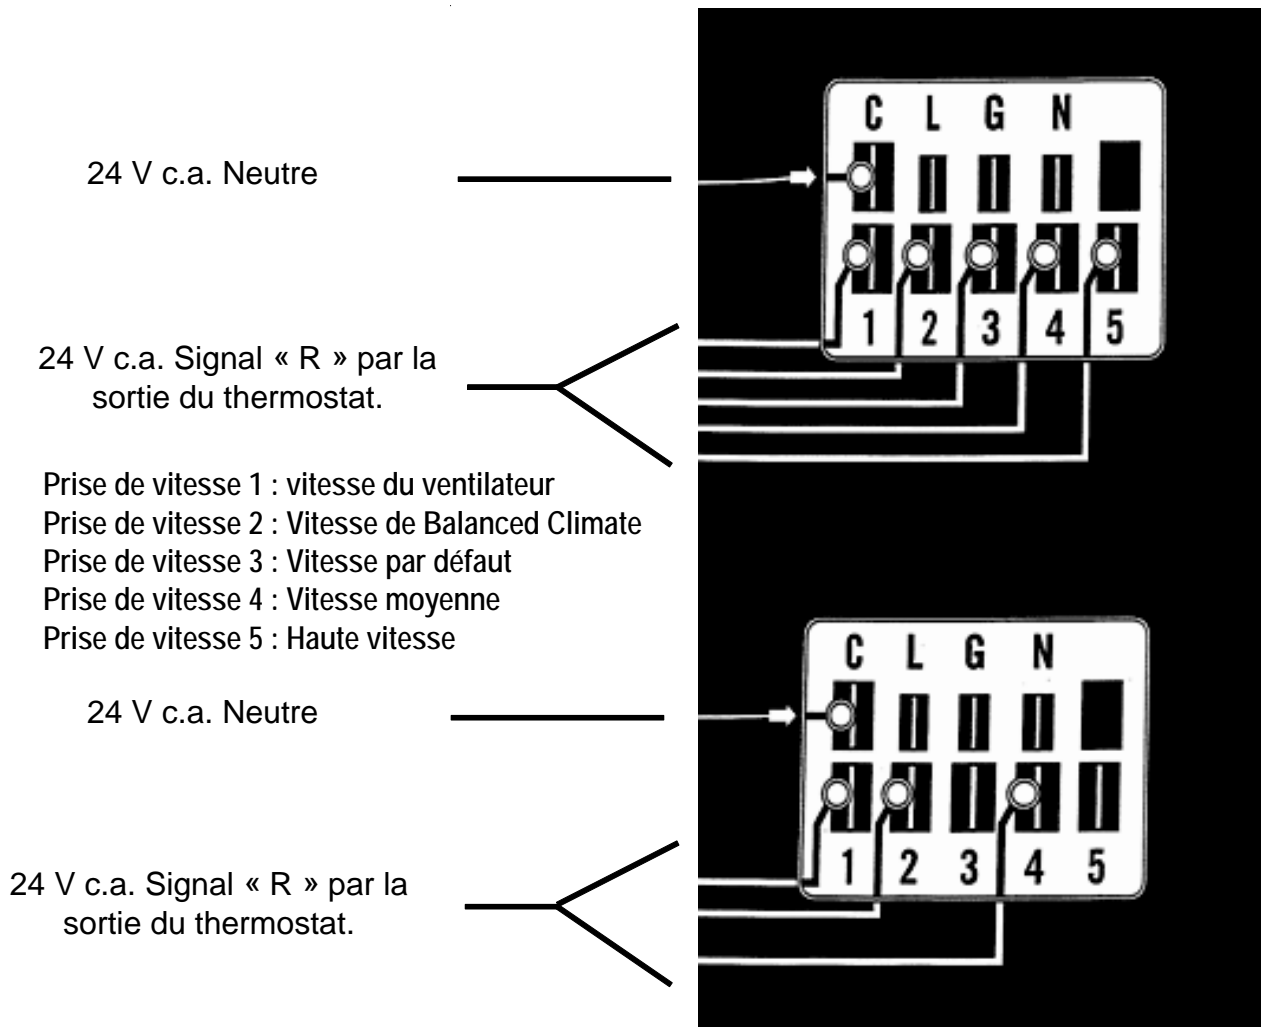 C L G N
24 V c.a. Neutre
1 2 3 4 5
24 V c.a. Signal « R » par la
sortie du thermostat.
Prise de vitesse 1 : vitesse du ventilateur
Prise de vitesse 2 : Vitesse de Balanced Climate
Prise de vitesse 3 : Vitesse par défaut
Prise de vitesse 4 : Vitesse moyenne
Prise de vitesse 5 : Haute vitesse
C L G N
24 V c.a. Neutre
1 2 3 4 5
24 V c.a. Signal « R » par la
sortie du thermostat.